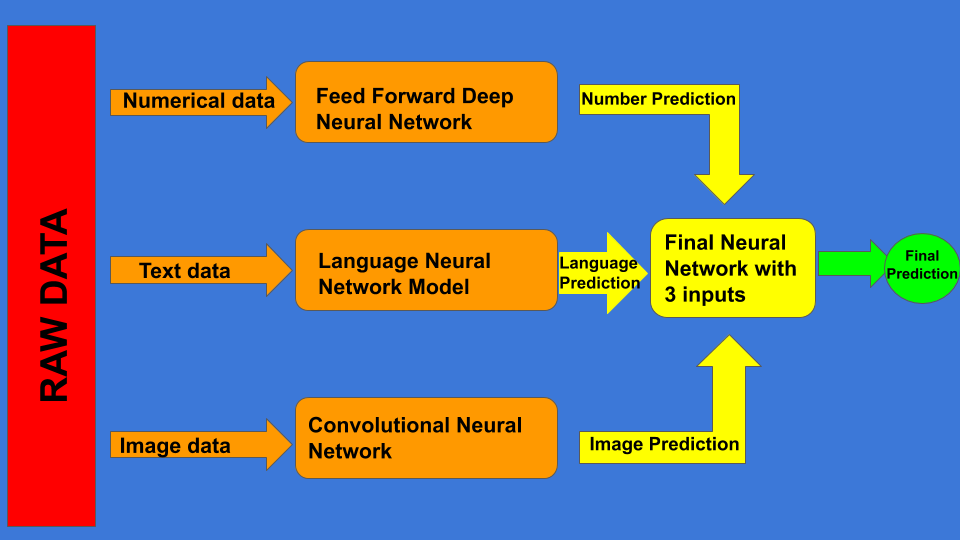 RAW DATA
Numerical data
Feed Forward Deep
Neural Network
Number Prediction
Text data
Language Neural
Network Model
Language
Prediction
Final Neural
Network with
3 inputs
Final
Prediction
Image data
Convolutional Neural
Network
Image Prediction